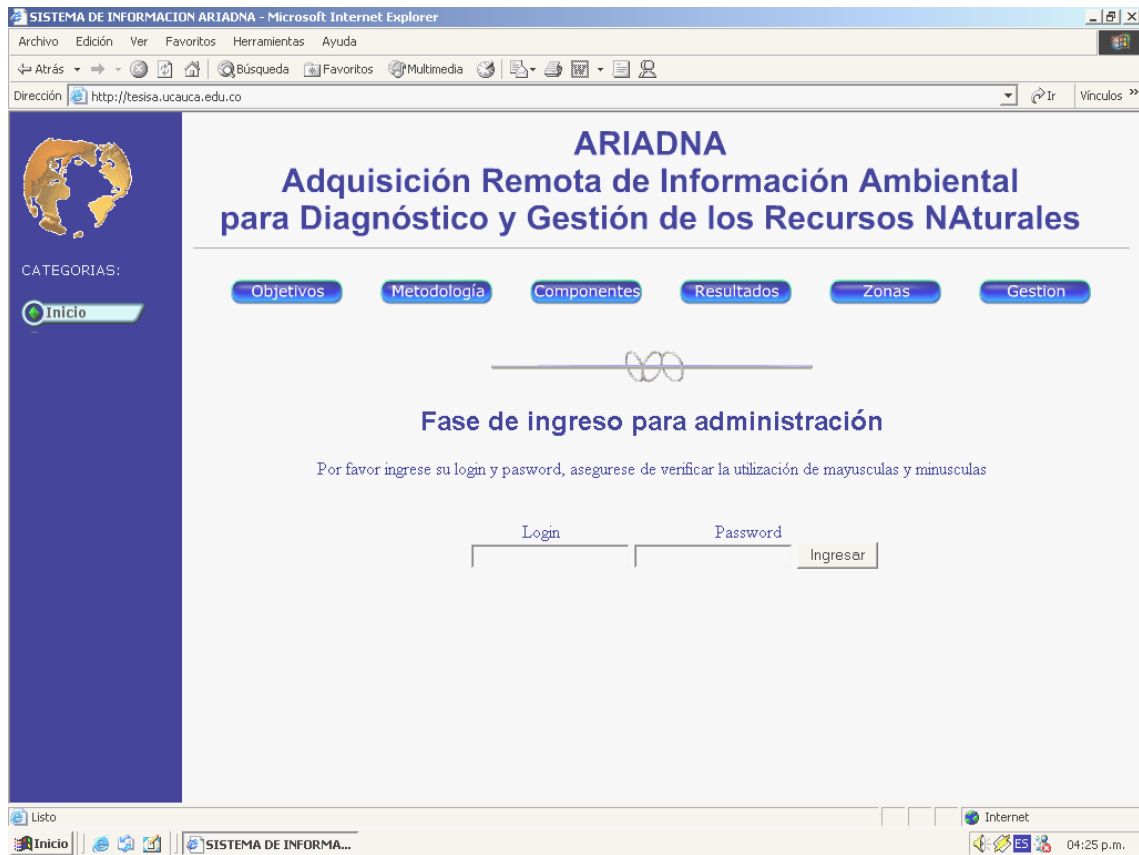 SISTEMA DE INFORMACION ARIADNA - Microsoft Internet Explorer
Archivo Edición Ver Favoritos Herramientas Ayuda
Atrás Búsqueda Favoritos Multimedia
Dirección http://tesisa.ucauca.edu.co Ir Vínculos »
ARIADNA
Adquisición Remota de Información Ambiental
para Diagnóstico y Gestión de los Recursos NAturales
CATEGORIAS:
Inicio
Objetivos Metodología Componentes Resultados Zonas Gestion
Fase de ingreso para administración
Por favor ingrese su login y pasword, asegurese de verificar la utilización de mayusculas y minusculas
Login Password
Ingresar
Listo Internet
Inicio SISTEMA DE INFORMA... ES 04:25 p.m.